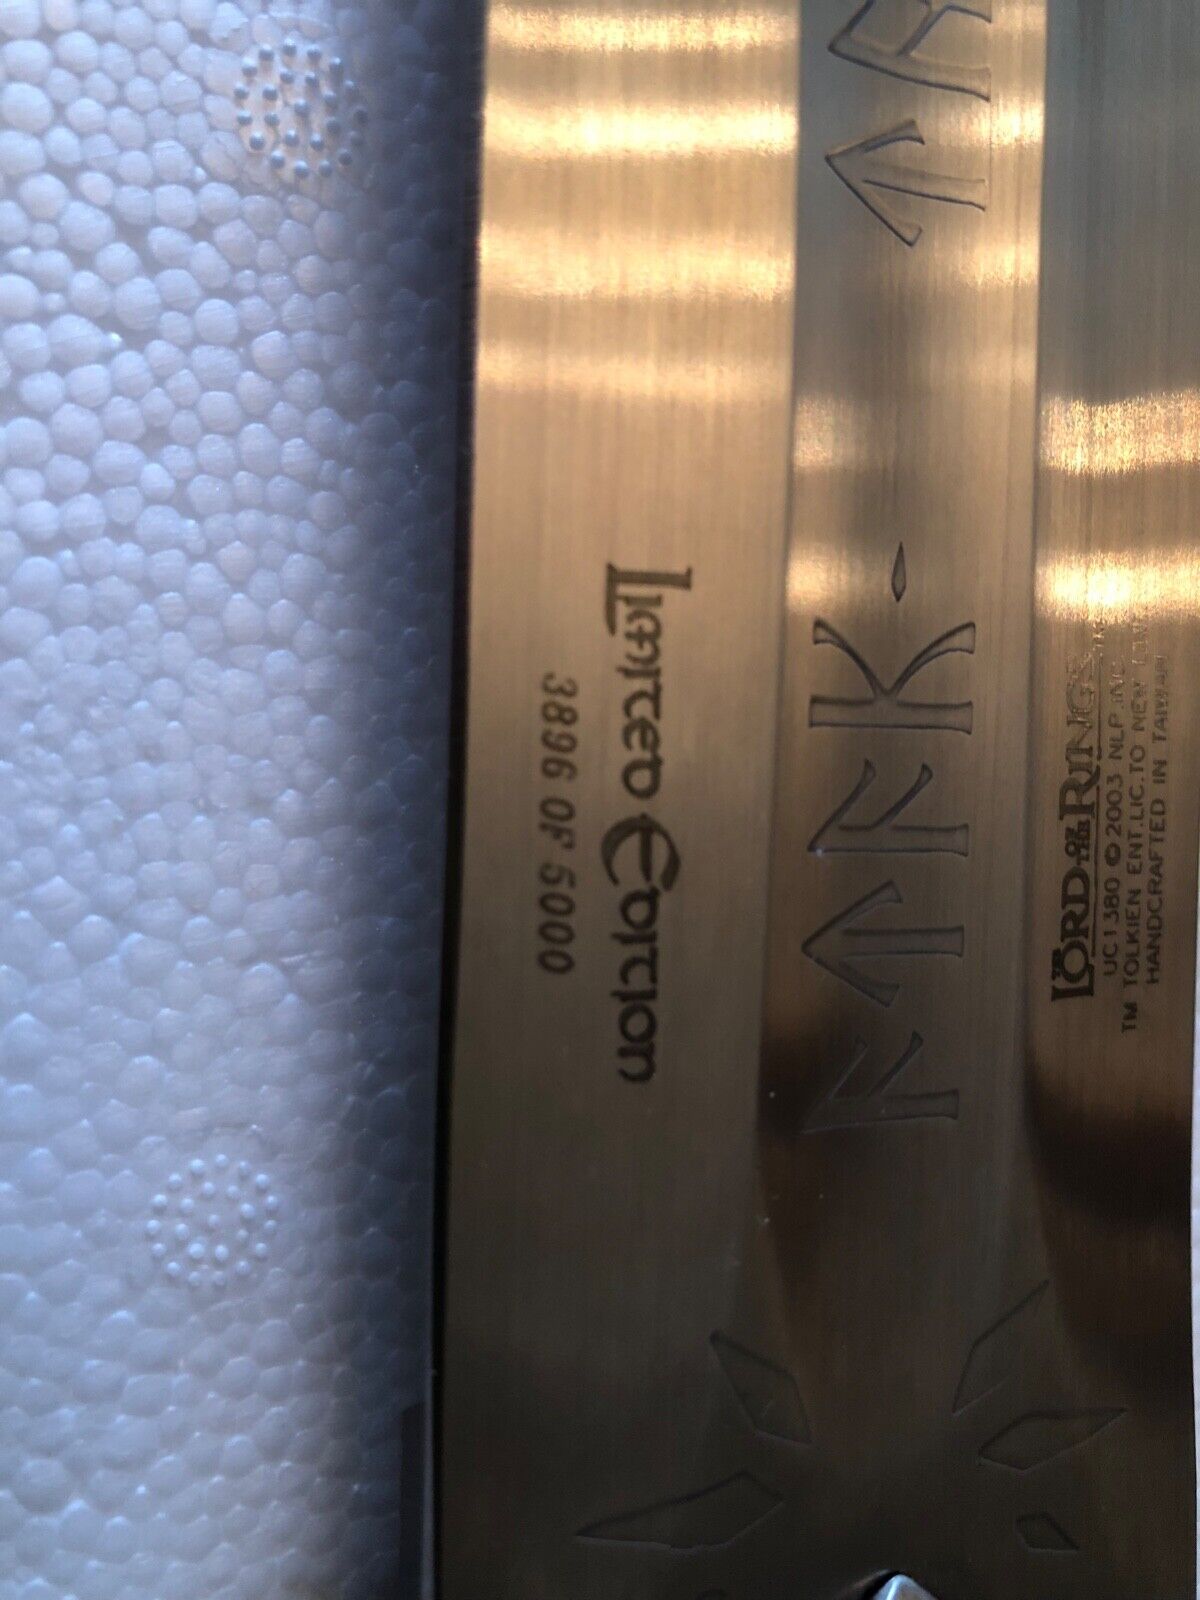 LIMITED EDITION
3896 OF 5000
THE LORD OF THE RINGS™
UC1380 ©2003 NLP, INC.
TM TOLKIEN ENT. LIC. TO NEW
HANDCRAFTED IN TAIWAN